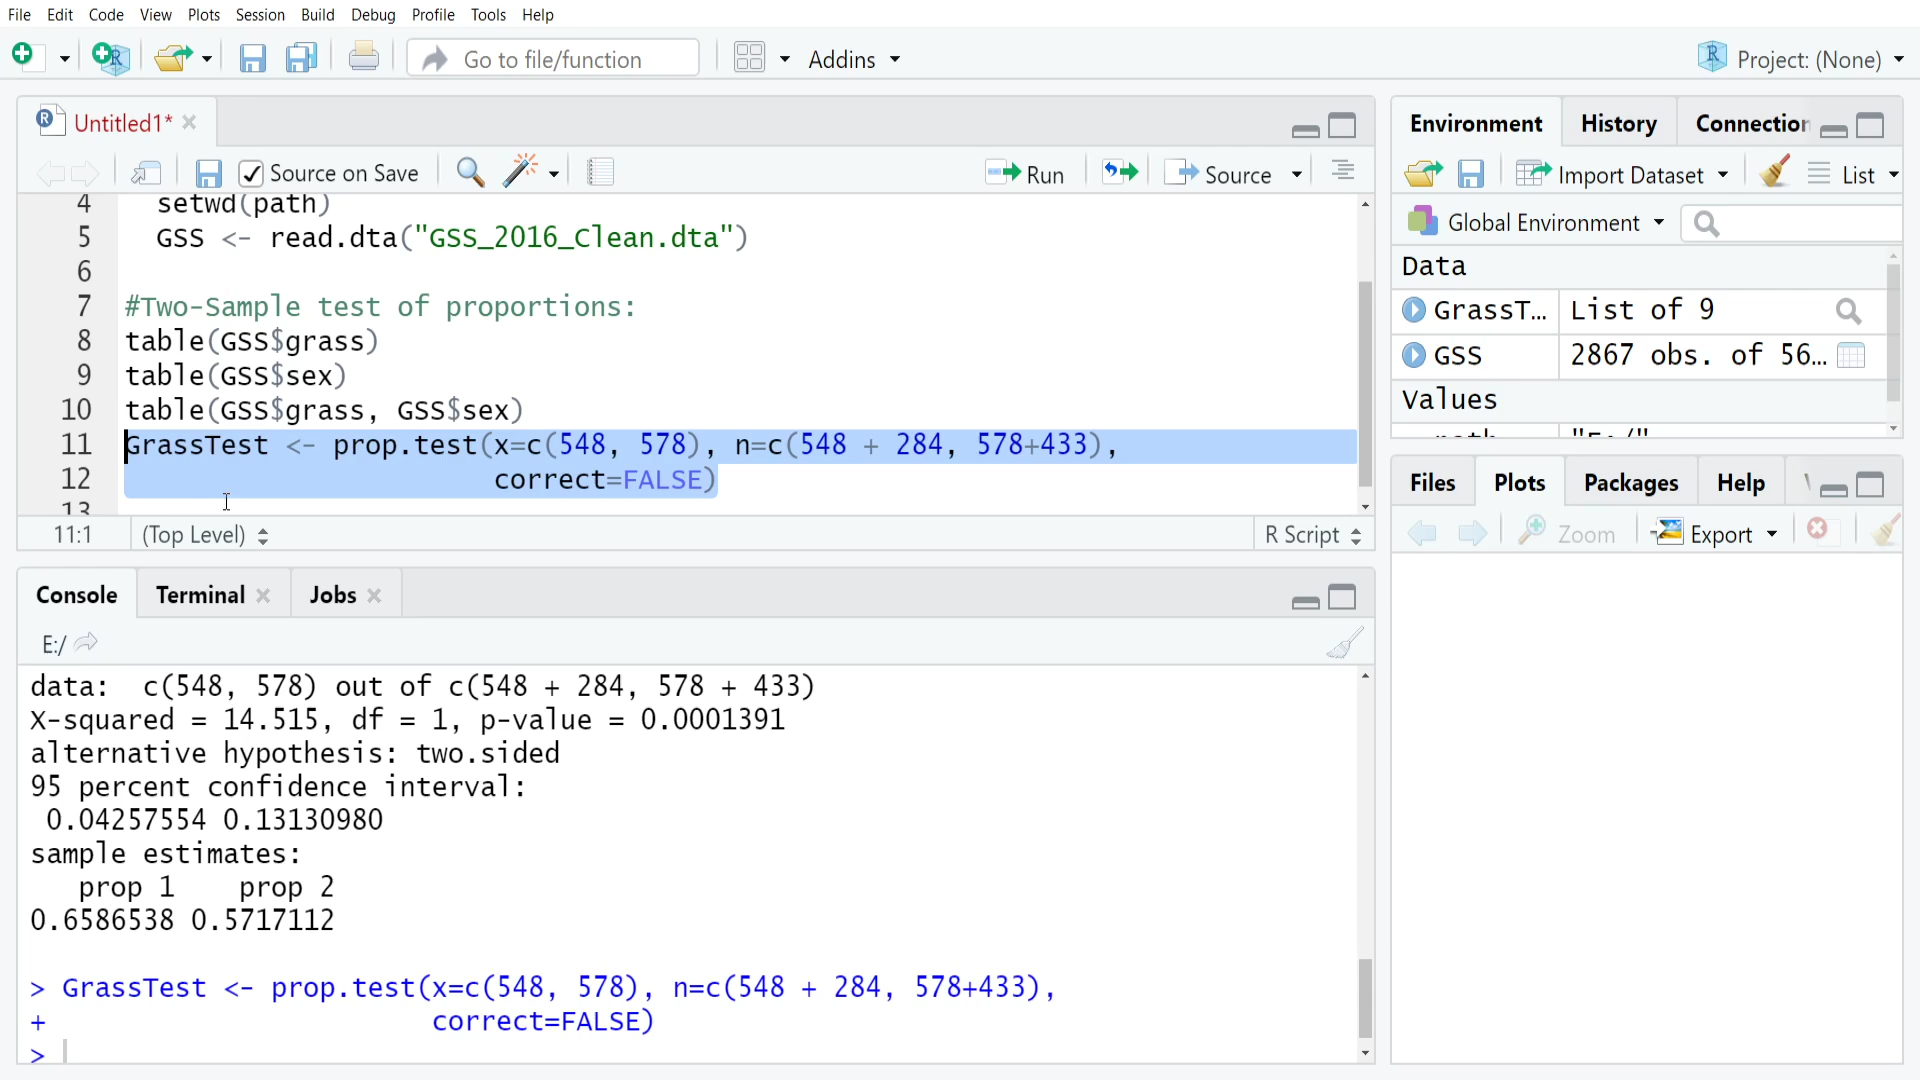 File Edit Code View Plots Session Build Debug Profile Tools Help
Go to file/function Addins Project: (None)
Untitled1*
Source on Save Run Source
4 setwd(path)
5 GSS <- read.dta("GSS_2016_Clean.dta")
6
7 #Two-Sample test of proportions:
8 table(GSS$grass)
9 table(GSS$sex)
10 table(GSS$grass, GSS$sex)
11 GrassTest <- prop.test(x=c(548, 578), n=c(548 + 284, 578+433),
12 correct=FALSE)
13
11:1 (Top Level) R Script
Console Terminal Jobs
E:/
data: c(548, 578) out of c(548 + 284, 578 + 433)
X-squared = 14.515, df = 1, p-value = 0.0001391
alternative hypothesis: two.sided
95 percent confidence interval:
0.04257554 0.13130980
sample estimates:
prop 1 prop 2
0.6586538 0.5717112
> GrassTest <- prop.test(x=c(548, 578), n=c(548 + 284, 578+433),
+ correct=FALSE)
>
Environment History Connection
Import Dataset List
Global Environment
Data
GrassT... List of 9
GSS 2867 obs. of 56...
Values
Files Plots Packages Help
Zoom Export